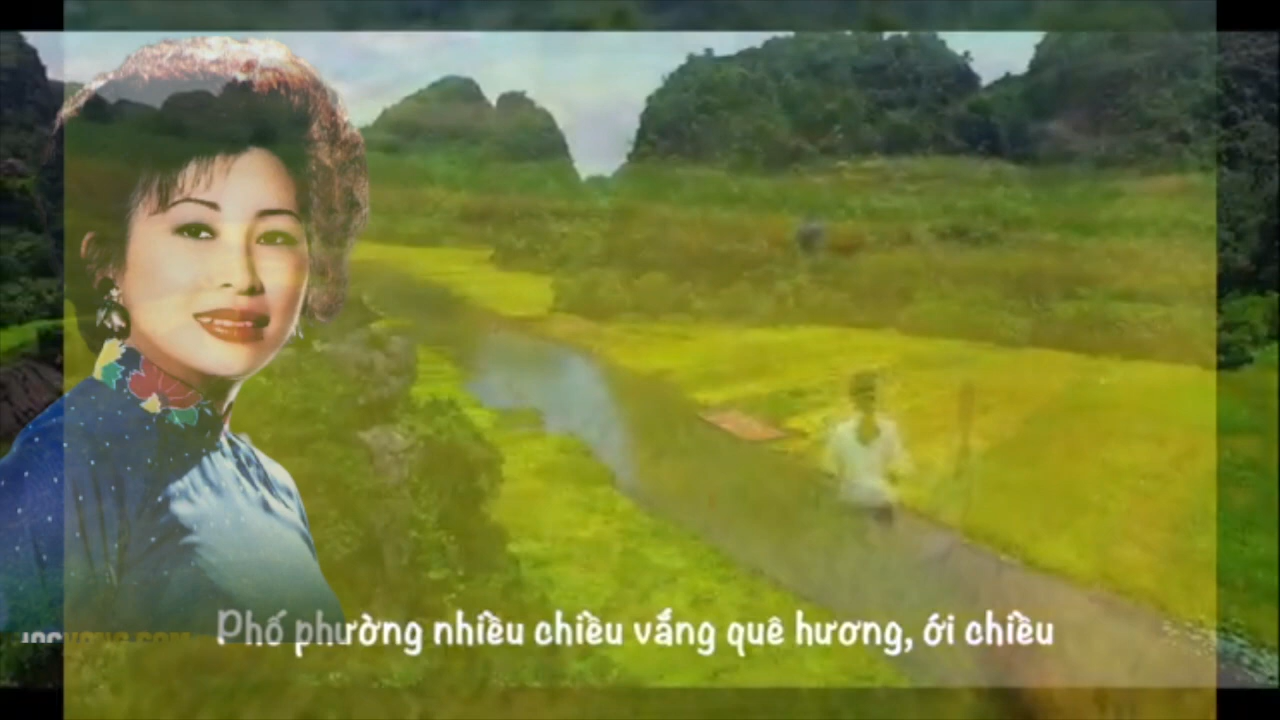 Phố phường nhiều chiều vắng quê hương, ới chiều